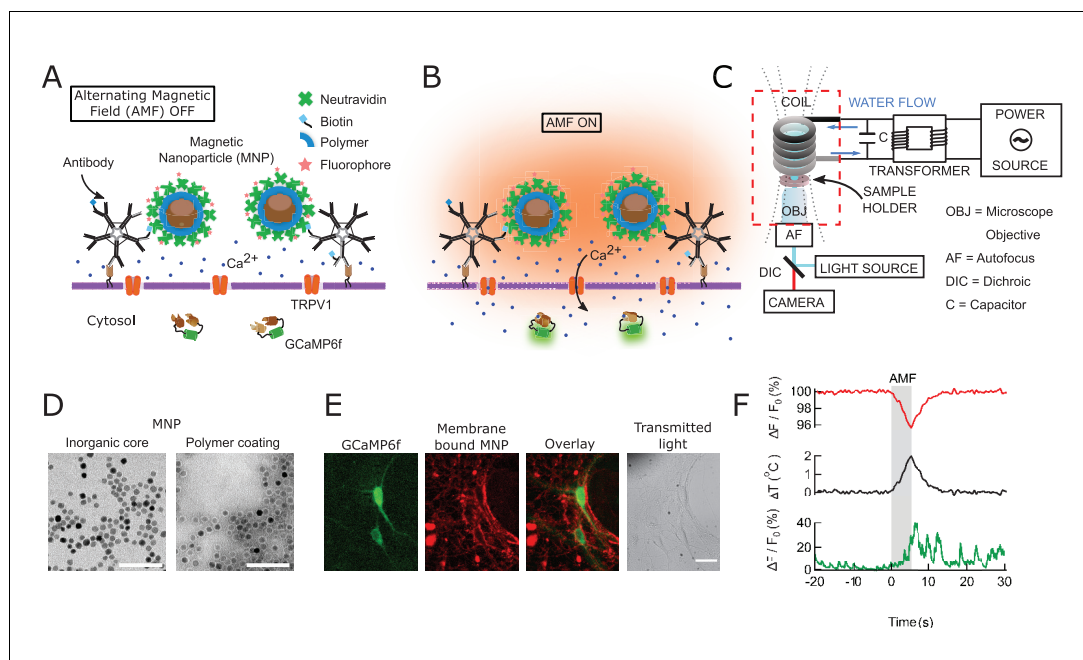 A
Alternating Magnetic
Field (AMF) OFF
Neutravidin
Biotin
Polymer
Fluorophore
Magnetic
Nanoparticle (MNP)
Antibody
Ca2+
TRPV1
Cytosol
GCaMP6f
B
AMF ON
Ca2+
C
COIL
WATER FLOW
C
POWER
SOURCE
TRANSFORMER
SAMPLE
HOLDER
OBJ
AF
DIC
LIGHT SOURCE
CAMERA
OBJ = Microscope
Objective
AF = Autofocus
DIC = Dichroic
C = Capacitor
D
MNP
Inorganic core
Polymer coating
E
GCaMP6f
Membrane
bound MNP
Overlay
Transmitted
light
F
AMF
ΔF / F0 (%)
100
98
96
ΔT (°C)
2
1
0
F0 (%)
40
20
0
-20
-10
0
10
20
30
Time (s)